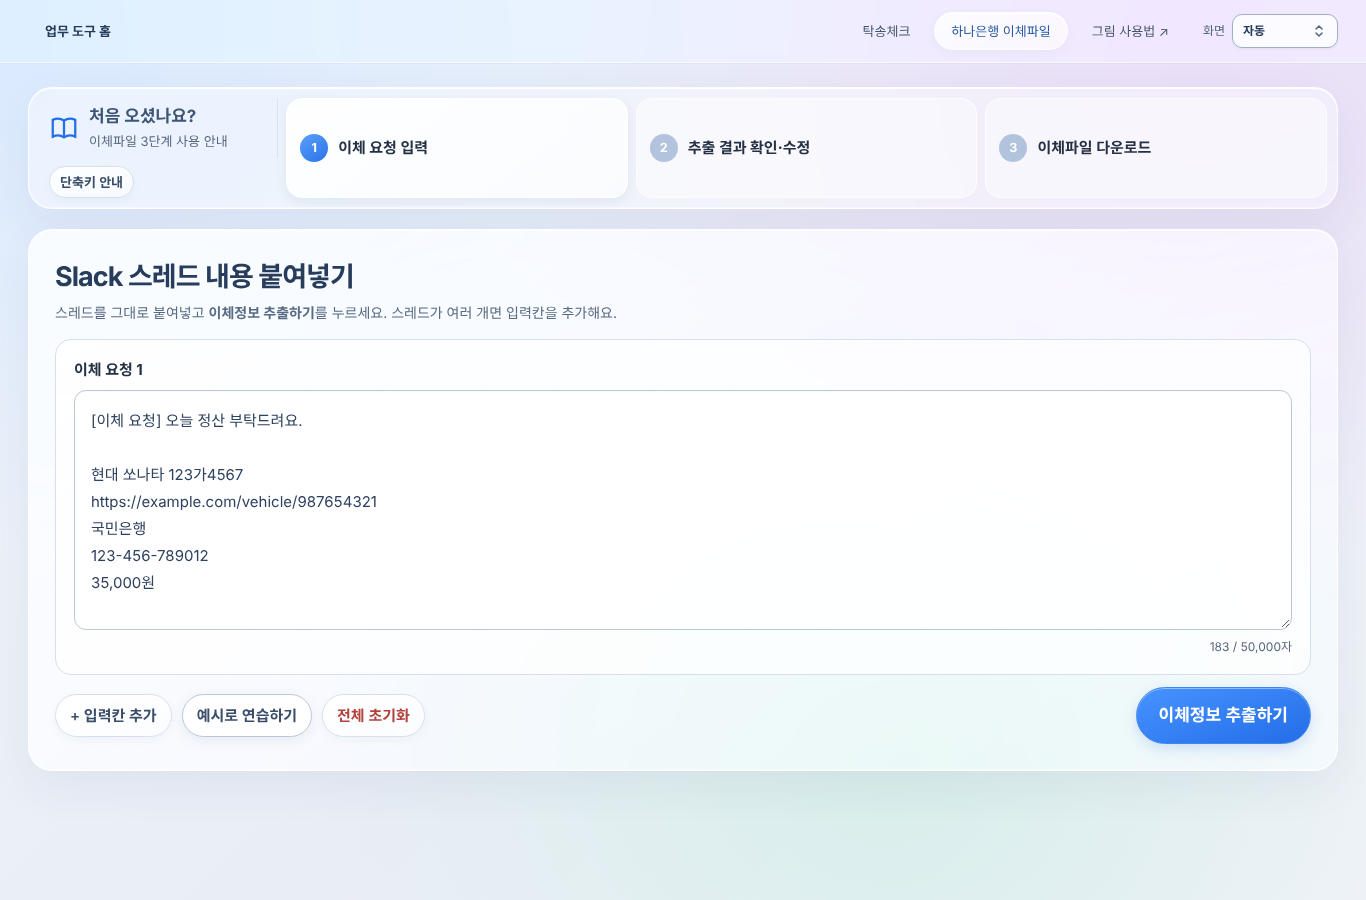 업무 도구 홈
탁송체크
하나은행 이체파일
그림 사용법 ↗
화면
자동
처음 오셨나요?
이체파일 3단계 사용 안내
단축키 안내
1 이체 요청 입력
2 추출 결과 확인·수정
3 이체파일 다운로드
Slack 스레드 내용 붙여넣기
스레드를 그대로 붙여넣고 이체정보 추출하기를 누르세요. 스레드가 여러 개면 입력칸을 추가해요.
이체 요청 1
[이체 요청] 오늘 정산 부탁드려요.
현대 쏘나타 123가4567
https://example.com/vehicle/987654321
국민은행
123-456-789012
35,000원
183 / 50,000자
+ 입력칸 추가
예시로 연습하기
전체 초기화
이체정보 추출하기